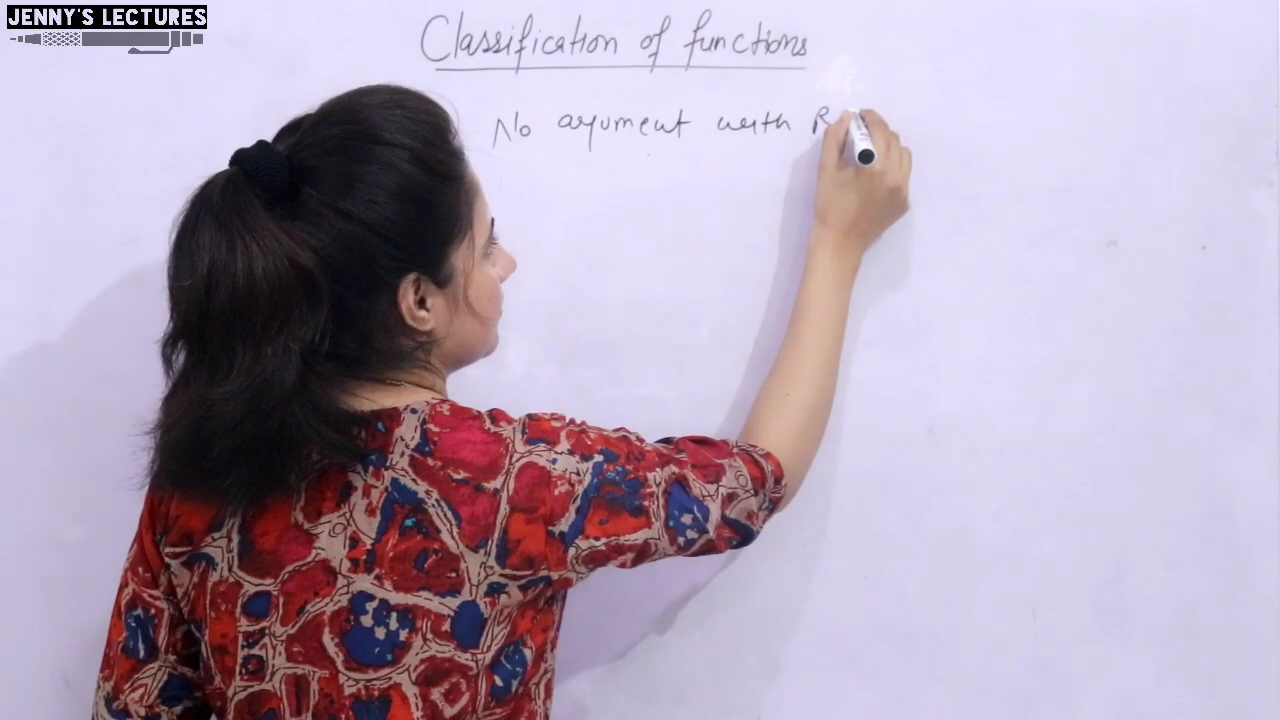 JENNY'S LECTURES
Classification of functions
No argument with R